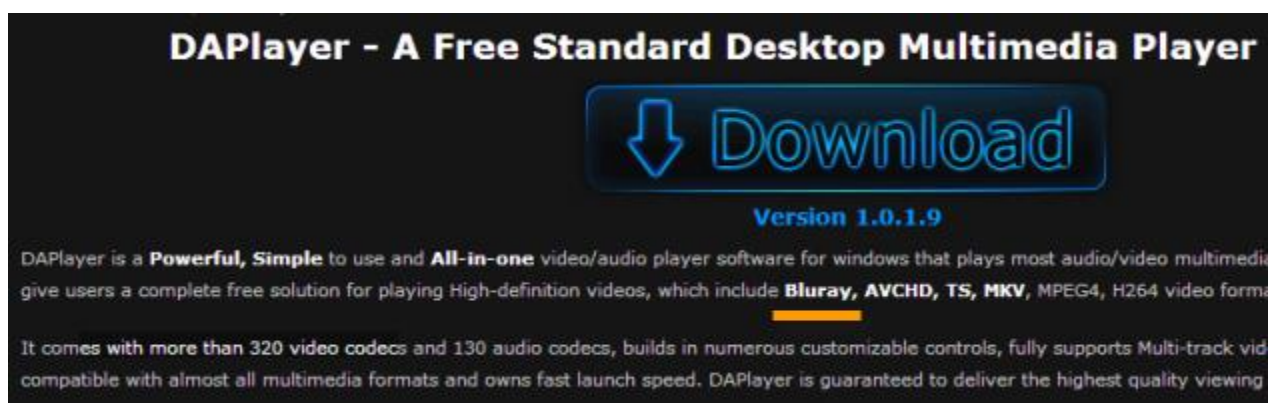 DAPlayer - A Free Standard Desktop Multimedia Player
Download
Version 1.0.1.9
DAPlayer is a Powerful, Simple to use and All-in-one video/audio player software for windows that plays most audio/video multimedia
give users a complete free solution for playing High-definition videos, which include Bluray, AVCHD, TS, MKV, MPEG4, H264 video forma
It comes with more than 320 video codecs and 130 audio codecs, builds in numerous customizable controls, fully supports Multi-track vid
compatible with almost all multimedia formats and owns fast launch speed. DAPlayer is guaranteed to deliver the highest quality viewing